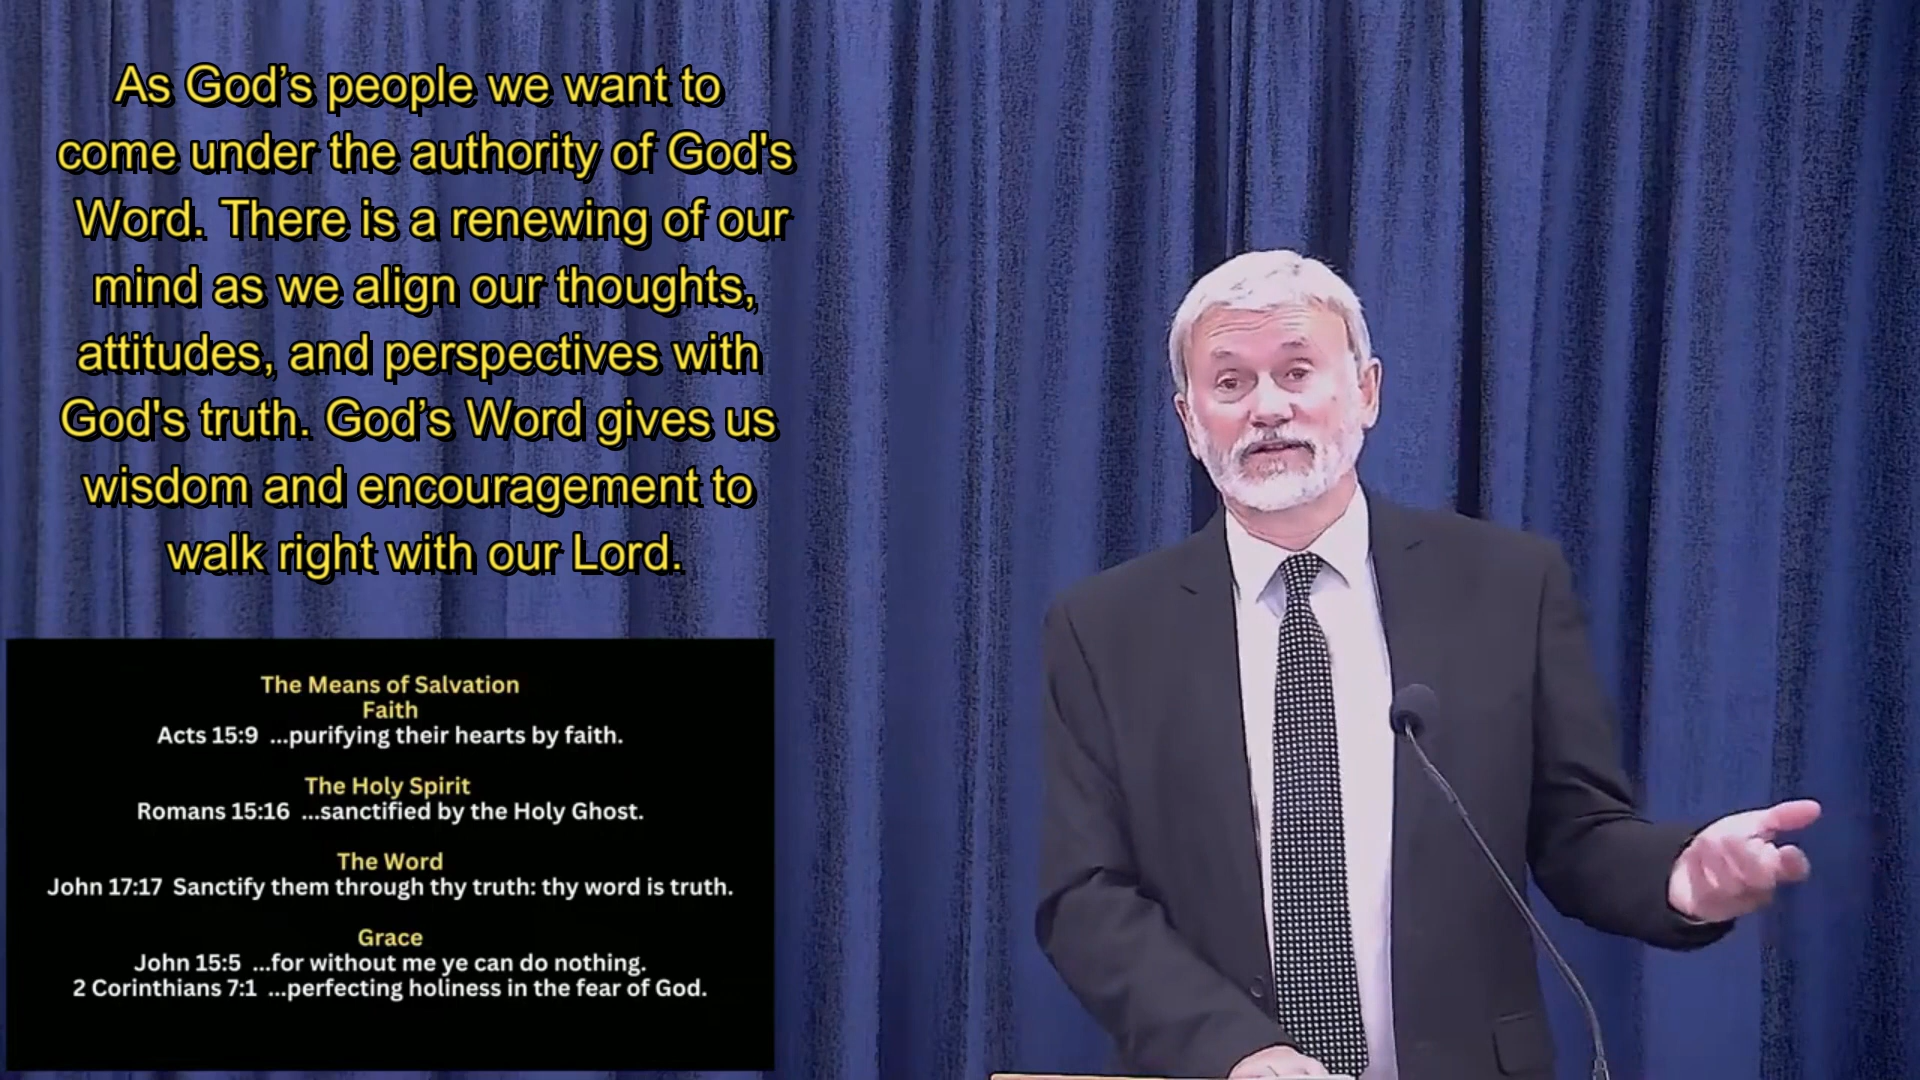 As God’s people we want to
come under the authority of God's
Word. There is a renewing of our
mind as we align our thoughts,
attitudes, and perspectives with
God's truth. God’s Word gives us
wisdom and encouragement to
walk right with our Lord.
The Means of Salvation
Faith
Acts 15:9 ...purifying their hearts by faith.
The Holy Spirit
Romans 15:16 ...sanctified by the Holy Ghost.
The Word
John 17:17 Sanctify them through thy truth: thy word is truth.
Grace
John 15:5 ...for without me ye can do nothing.
2 Corinthians 7:1 ...perfecting holiness in the fear of God.